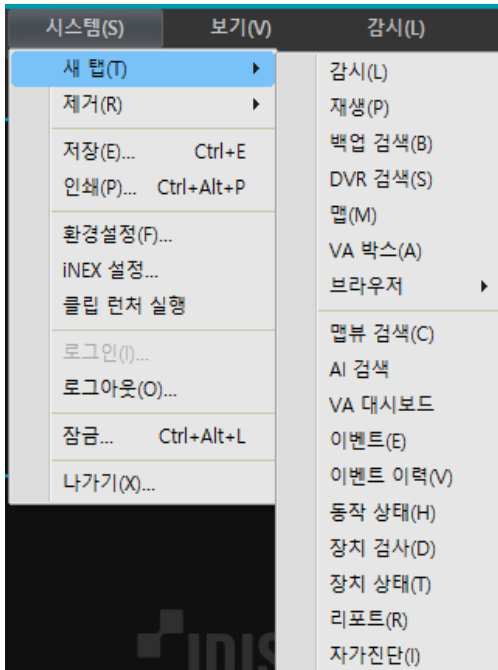 시스템(S) 보기(V) 감시(L)
새 탭(T)
제거(R)
저장(E)... Ctrl+E
인쇄(P)... Ctrl+Alt+P
환경설정(F)...
iNEX 설정...
클립 런처 실행
로그인(I)...
로그아웃(O)...
잠금... Ctrl+Alt+L
나가기(X)...
감시(L)
재생(P)
백업 검색(B)
DVR 검색(S)
맵(M)
VA 박스(A)
브라우저
맵뷰 검색(C)
AI 검색
VA 대시보드
이벤트(E)
이벤트 이력(V)
동작 상태(H)
장치 검사(D)
장치 상태(T)
리포트(R)
자가진단(I)